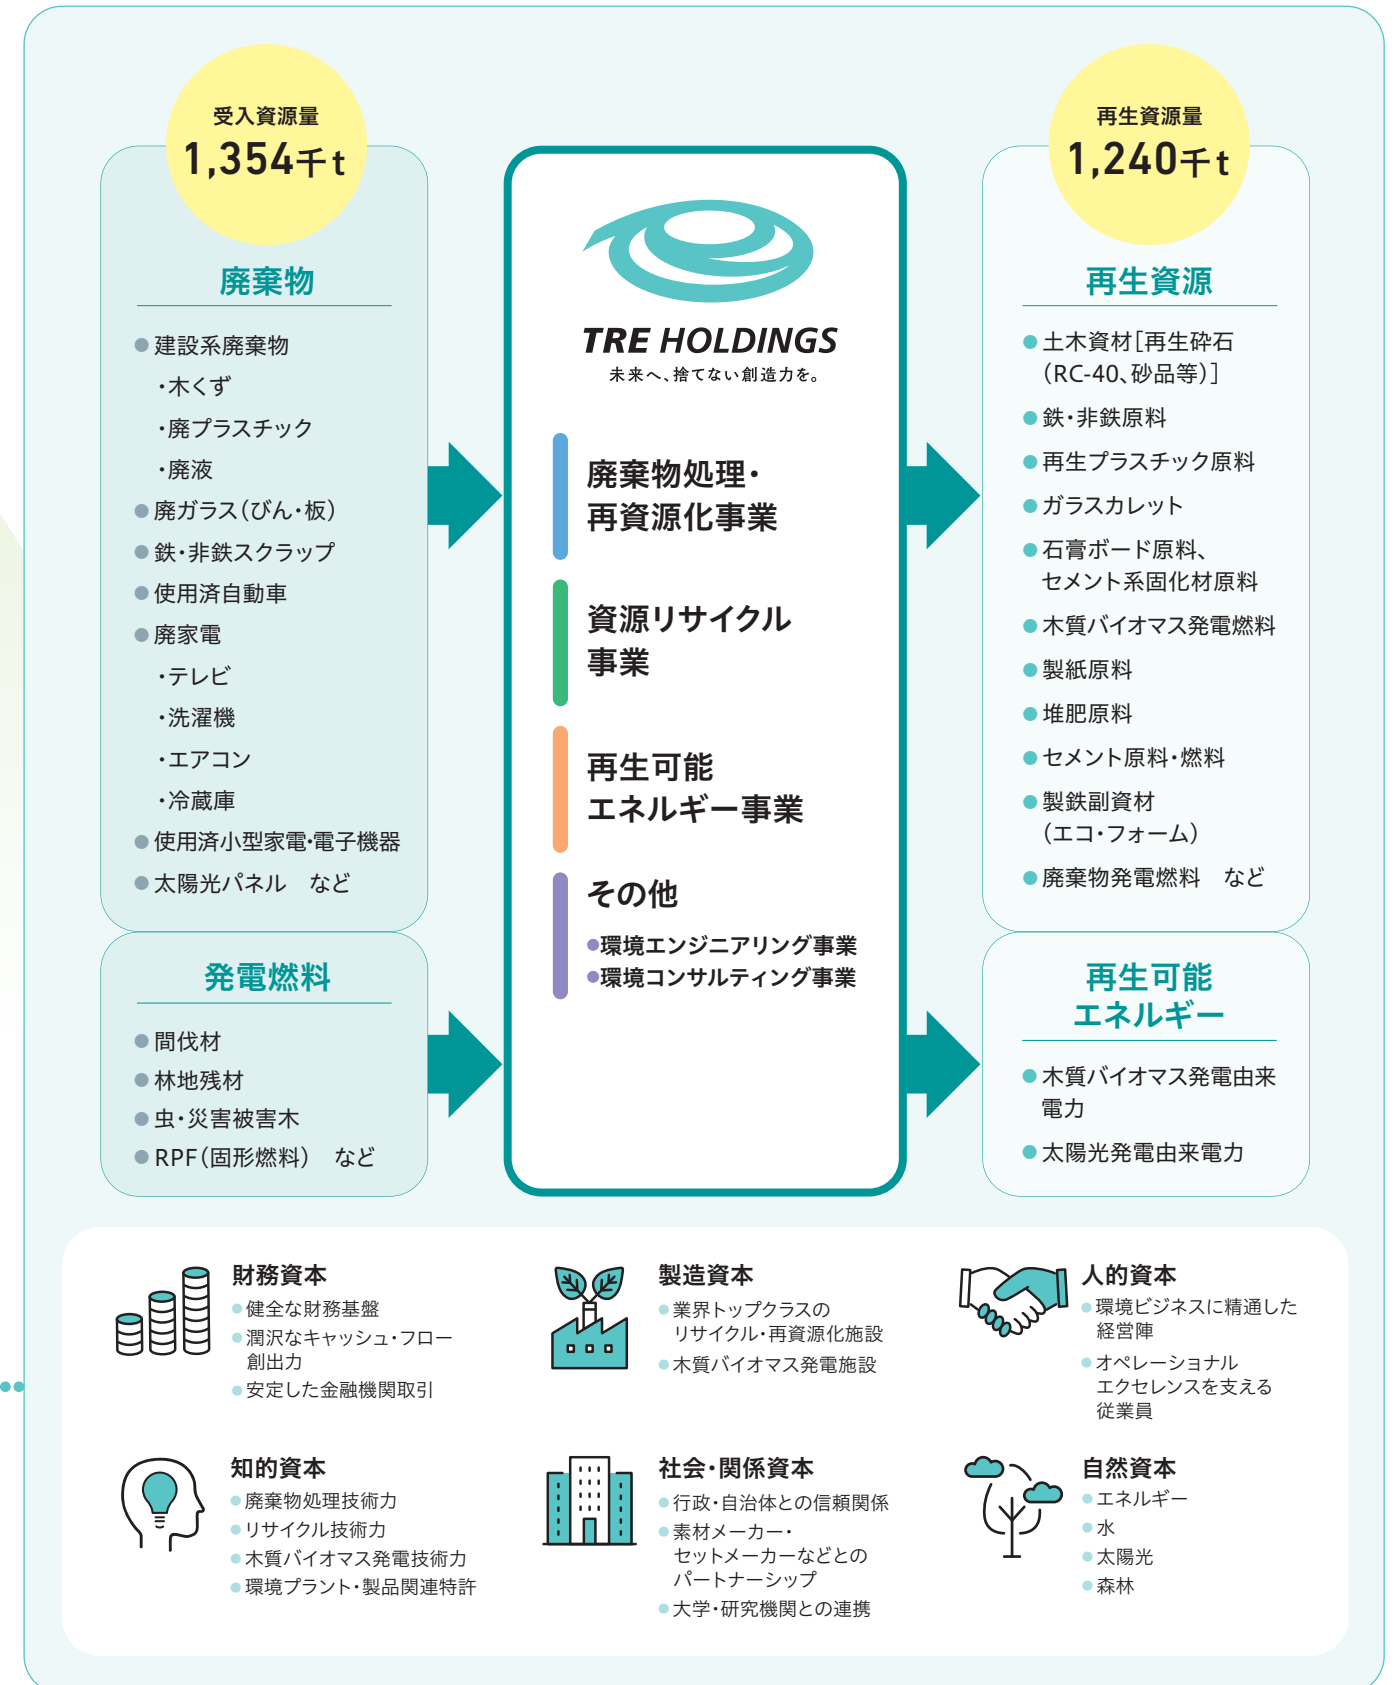 受入資源量
1,354千t
廃棄物
●建設系廃棄物
・木くず
・廃プラスチック
・廃液
●廃ガラス（びん・板）
●鉄・非鉄スクラップ
●使用済自動車
●廃家電
・テレビ
・洗濯機
・エアコン
・冷蔵庫
●使用済小型家電・電子機器
●太陽光パネル　など
発電燃料
●間伐材
●林地残材
●虫・災害被害木
●RPF（固形燃料）　など
TRE HOLDINGS
未来へ、捨てない創造力を。
廃棄物処理・
再資源化事業
資源リサイクル
事業
再生可能
エネルギー事業
その他
●環境エンジニアリング事業
●環境コンサルティング事業
再生資源量
1,240千t
再生資源
●土木資材［再生砕石
（RC-40、砂品等）］
●鉄・非鉄原料
●再生プラスチック原料
●ガラスカレット
●石膏ボード原料、
セメント系固化材原料
●木質バイオマス発電燃料
●製紙原料
●堆肥原料
●セメント原料・燃料
●製鉄副資材
（エコ・フォーム）
●廃棄物発電燃料　など
再生可能
エネルギー
●木質バイオマス発電由来
電力
●太陽光発電由来電力
財務資本
●健全な財務基盤
●潤沢なキャッシュ・フロー
創出力
●安定した金融機関取引
製造資本
●業界トップクラスの
リサイクル・再資源化施設
●木質バイオマス発電施設
人的資本
●環境ビジネスに精通した
経営陣
●オペレーショナル
エクセレンスを支える
従業員
知的資本
●廃棄物処理技術力
●リサイクル技術力
●木質バイオマス発電技術力
●環境プラント・製品関連特許
社会・関係資本
●行政・自治体との信頼関係
●素材メーカー・
セットメーカーなどとの
パートナーシップ
●大学・研究機関との連携
自然資本
●エネルギー
●水
●太陽光
●森林